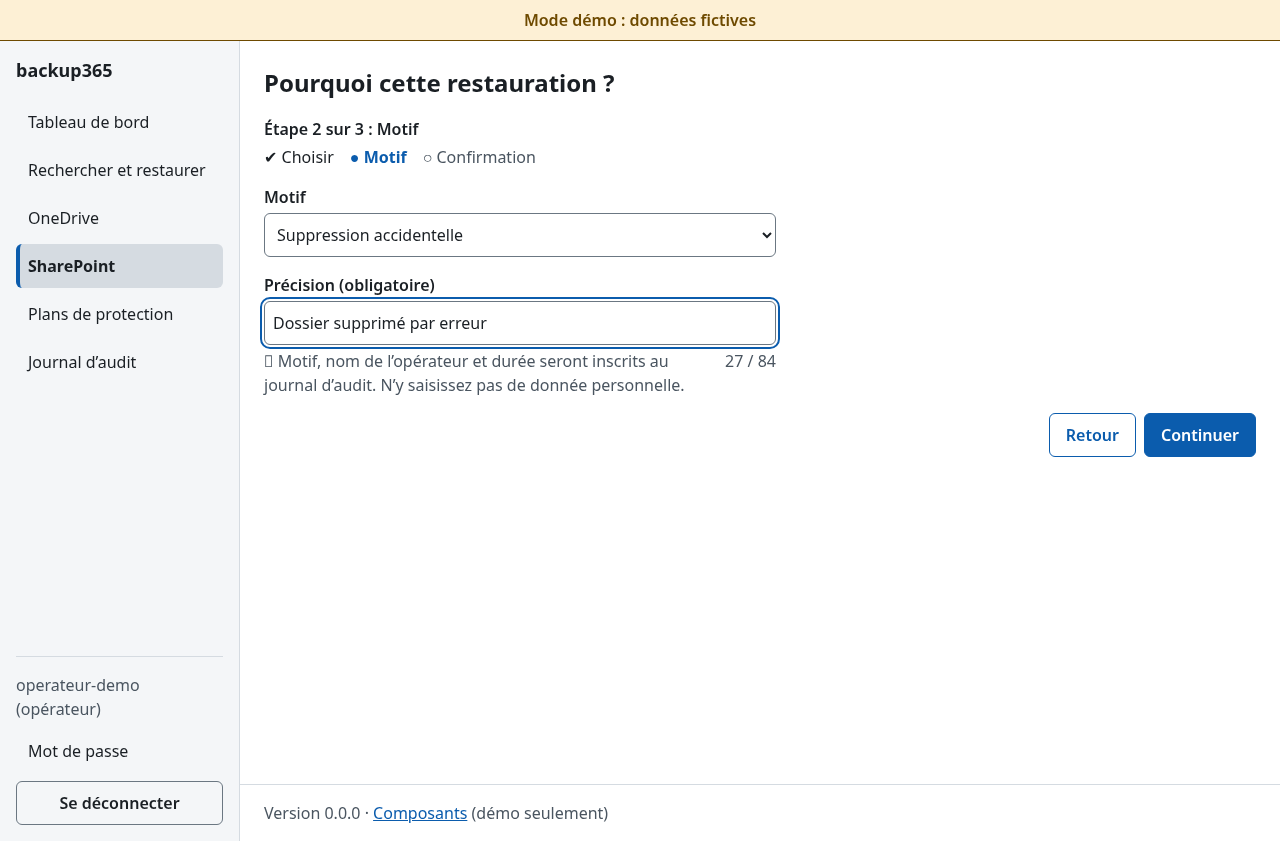 Mode démo : données fictives
backup365
Tableau de bord
Rechercher et restaurer
OneDrive
SharePoint
Plans de protection
Journal d’audit
operateur-demo
(opérateur)
Mot de passe
Se déconnecter
Pourquoi cette restauration ?
Étape 2 sur 3 : Motif
✔ Choisir ● Motif ○ Confirmation
Motif
Suppression accidentelle
Précision (obligatoire)
Dossier supprimé par erreur
Motif, nom de l’opérateur et durée seront inscrits au 27 / 84
journal d’audit. N’y saisissez pas de donnée personnelle.
Retour Continuer
Version 0.0.0 · Composants (démo seulement)